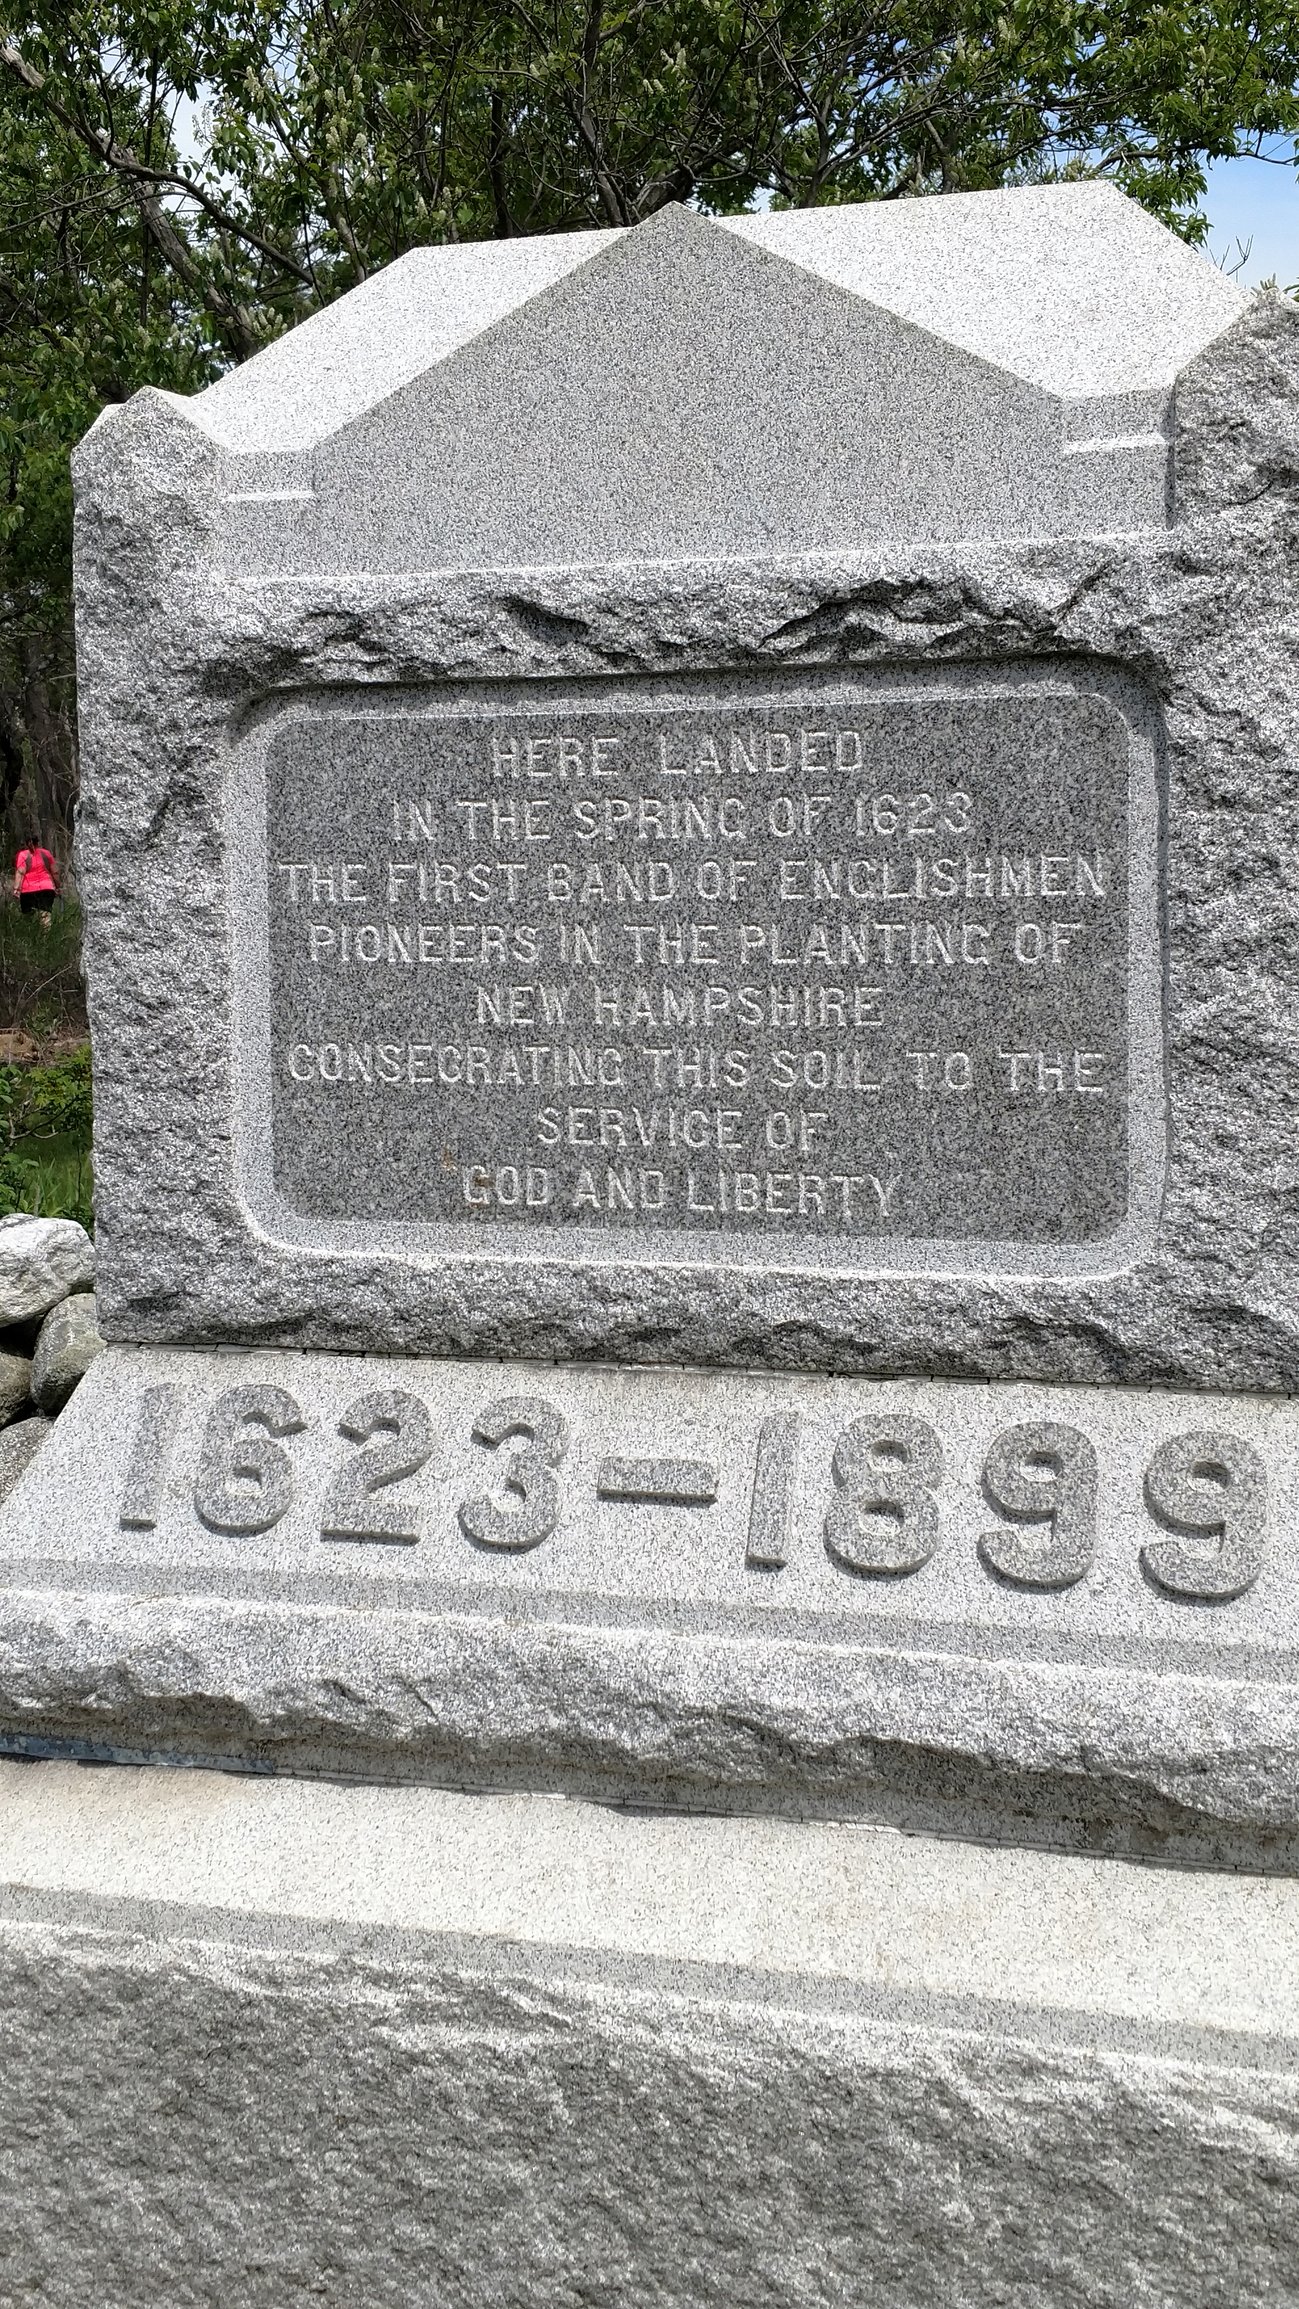 HERE LANDED
IN THE SPRING OF 1623
THE FIRST BAND OF ENGLISHMEN
PIONEERS IN THE PLANTING OF
NEW HAMPSHIRE
CONSECRATING THIS SOIL TO THE
SERVICE OF
GOD AND LIBERTY
1623-1899